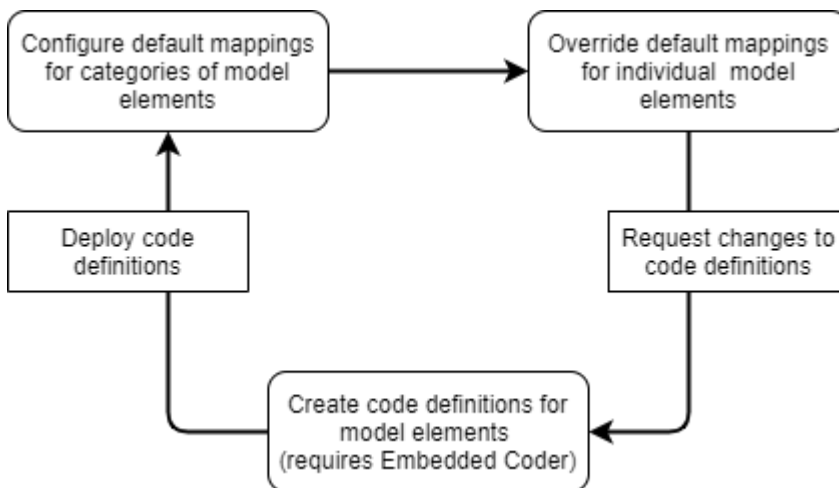 Configure default mappings
for categories of model
elements
Override default mappings
for individual model
elements
Deploy code
definitions
Request changes to
code definitions
Create code definitions for
model elements
(requires Embedded Coder)